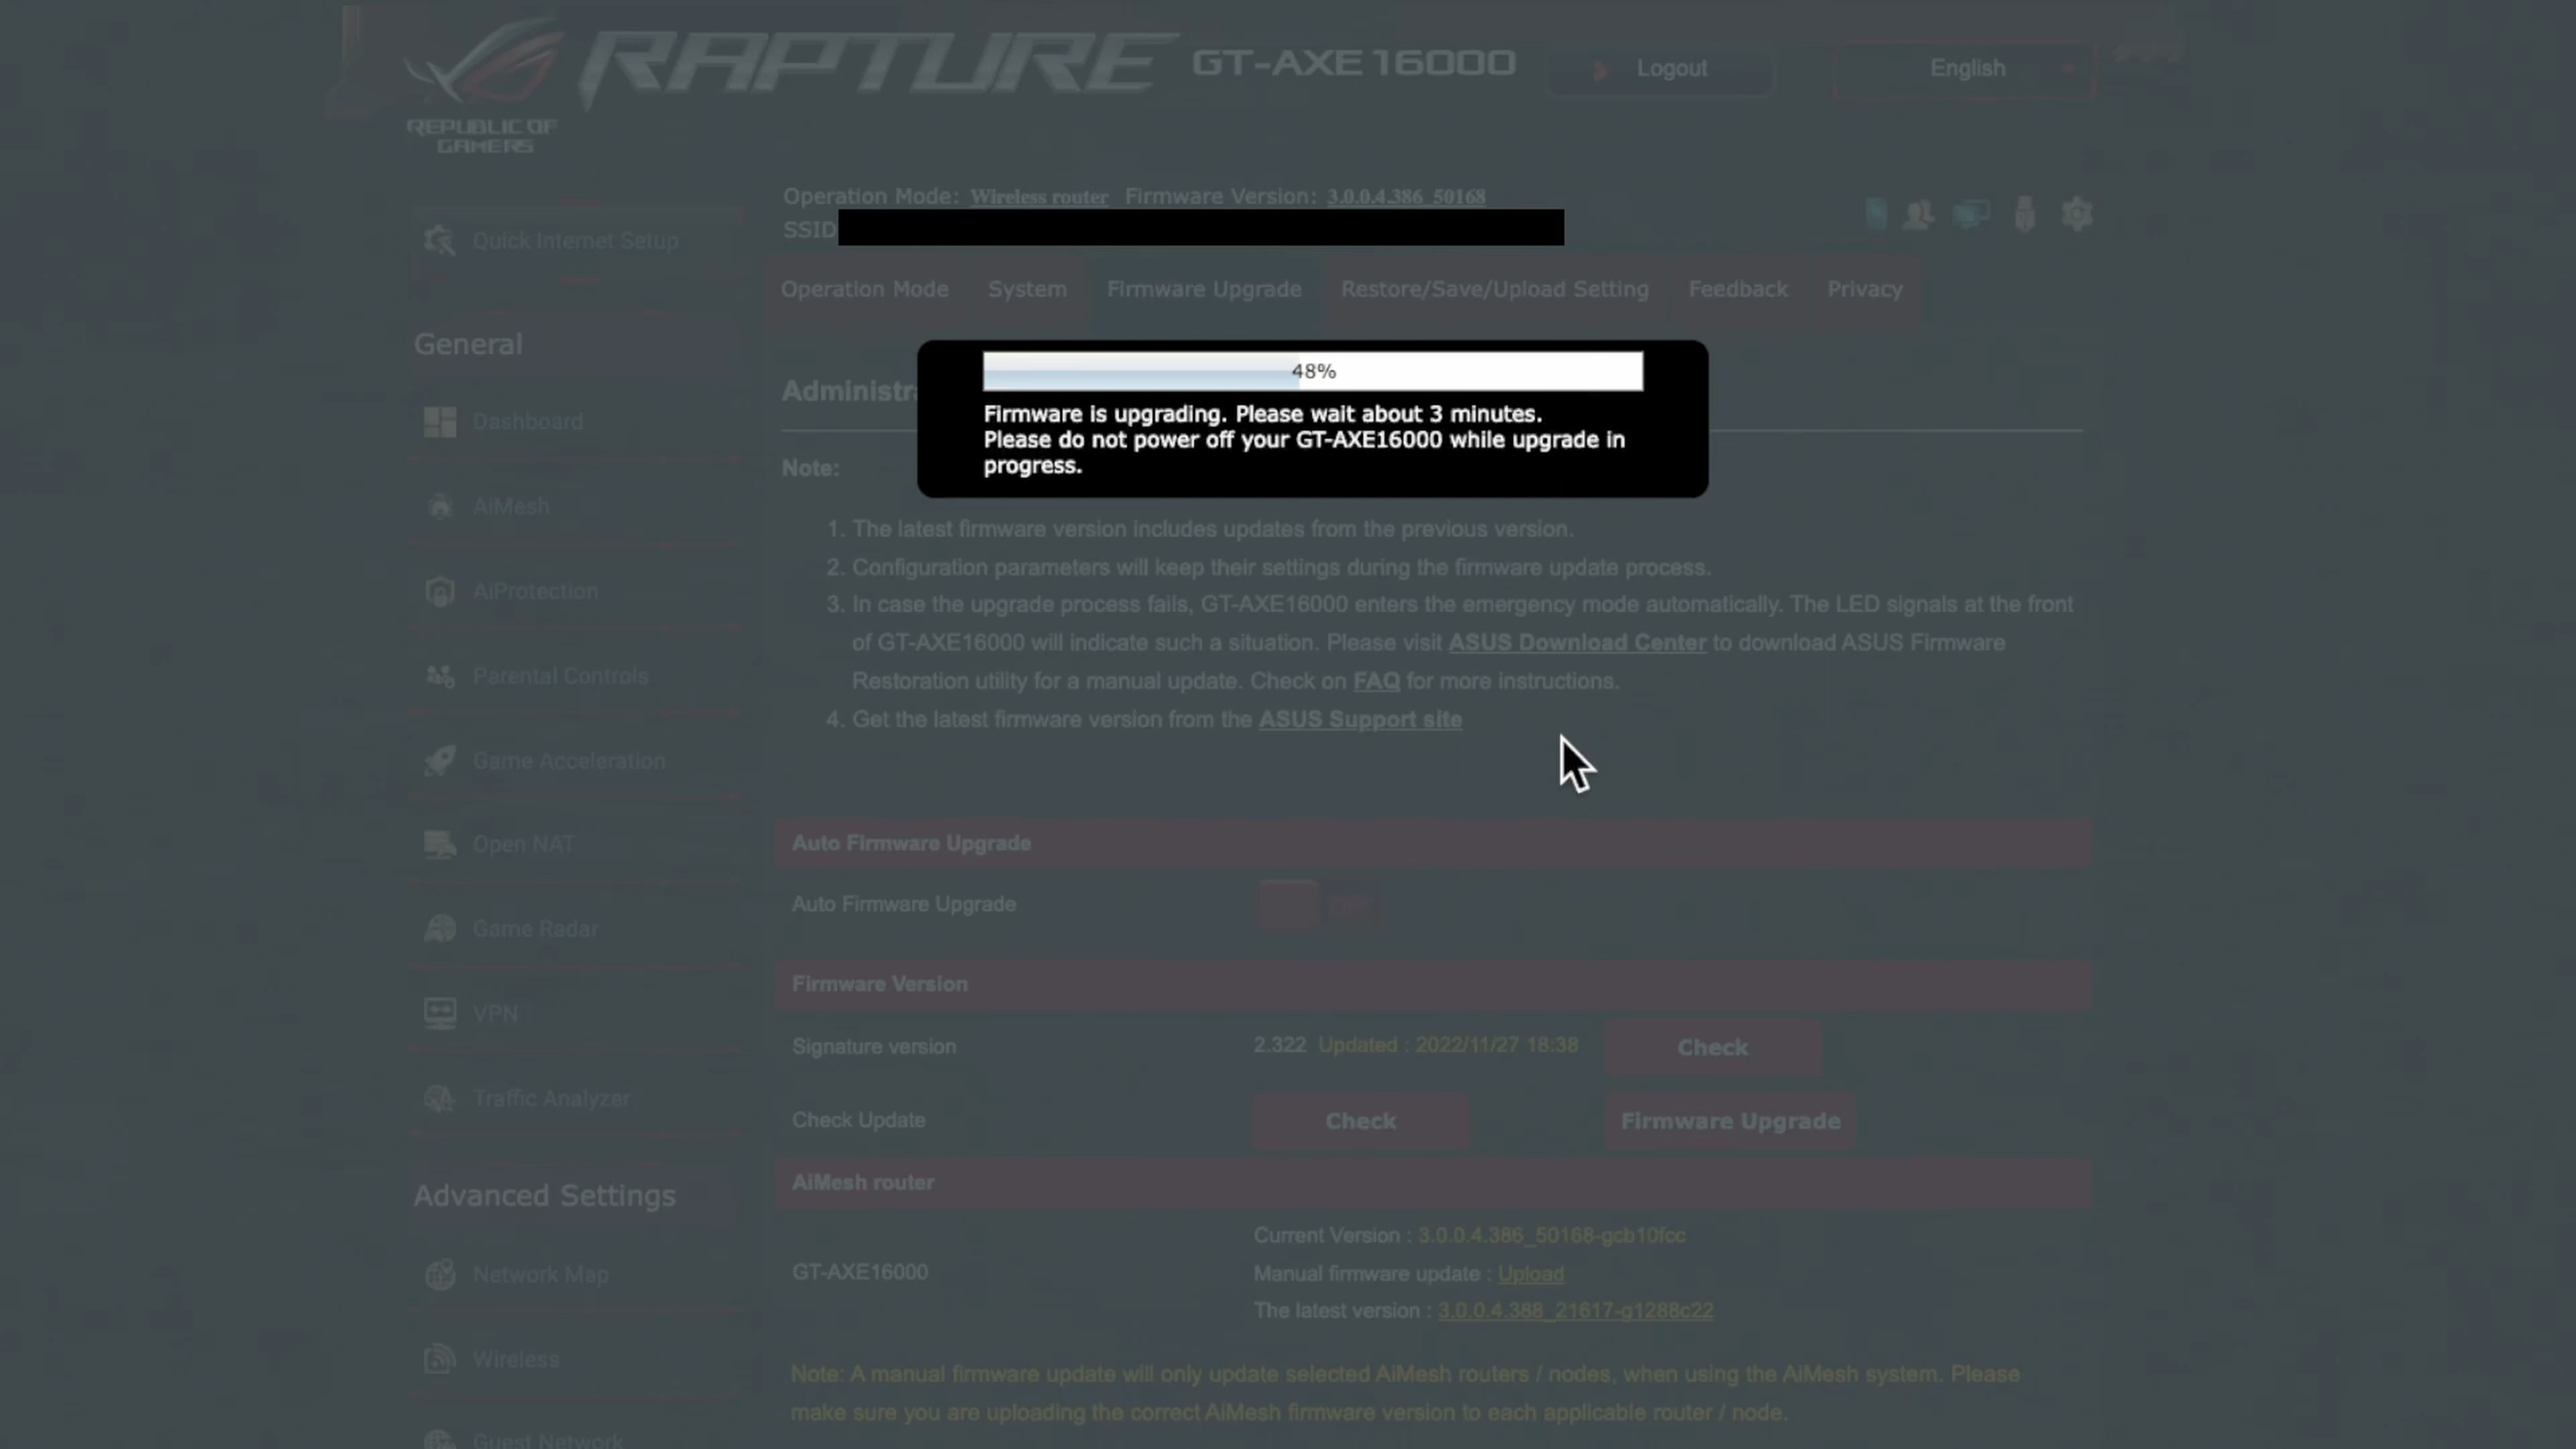 RAPTURE GT-AXE16000 Logout English
REPUBLIC OF
GAMERS
Operation Mode: Wireless router Firmware Version: 3.0.0.4.386_50168
SSID
Quick Internet Setup
Operation Mode System Firmware Upgrade Restore/Save/Upload Setting Feedback Privacy
General
48%
Firmware is upgrading. Please wait about 3 minutes.
Please do not power off your GT-AXE16000 while upgrade in
progress.
Note:
1. The latest firmware version includes updates from the previous version.
2. Configuration parameters will keep their settings during the firmware update process.
3. In case the upgrade process fails, GT-AXE16000 enters the emergency mode automatically. The LED signals at the front
of GT-AXE16000 will indicate such a situation. Please visit ASUS Download Center to download ASUS Firmware
Restoration utility for a manual update. Check on FAQ for more instructions.
4. Get the latest firmware version from the ASUS Support site
Dashboard
AiMesh
AiProtection
Parental Controls
Game Acceleration
Open NAT
Game Radar
VPN
Traffic Analyzer
Advanced Settings
Network Map
Wireless
Guest Network
Auto Firmware Upgrade
Auto Firmware Upgrade OFF
Firmware Version
Signature version 2.322 Updated : 2022/11/27 18:38 Check
Check Update Check Firmware Upgrade
AiMesh router
GT-AXE16000
Current Version : 3.0.0.4.386_50168-gcb10fcc
Manual firmware update : Upload
The latest version : 3.0.0.4.388_21617-g1288c22
Note: A manual firmware update will only update selected AiMesh routers / nodes, when using the AiMesh system. Please
make sure you are uploading the correct AiMesh firmware version to each applicable router / node.